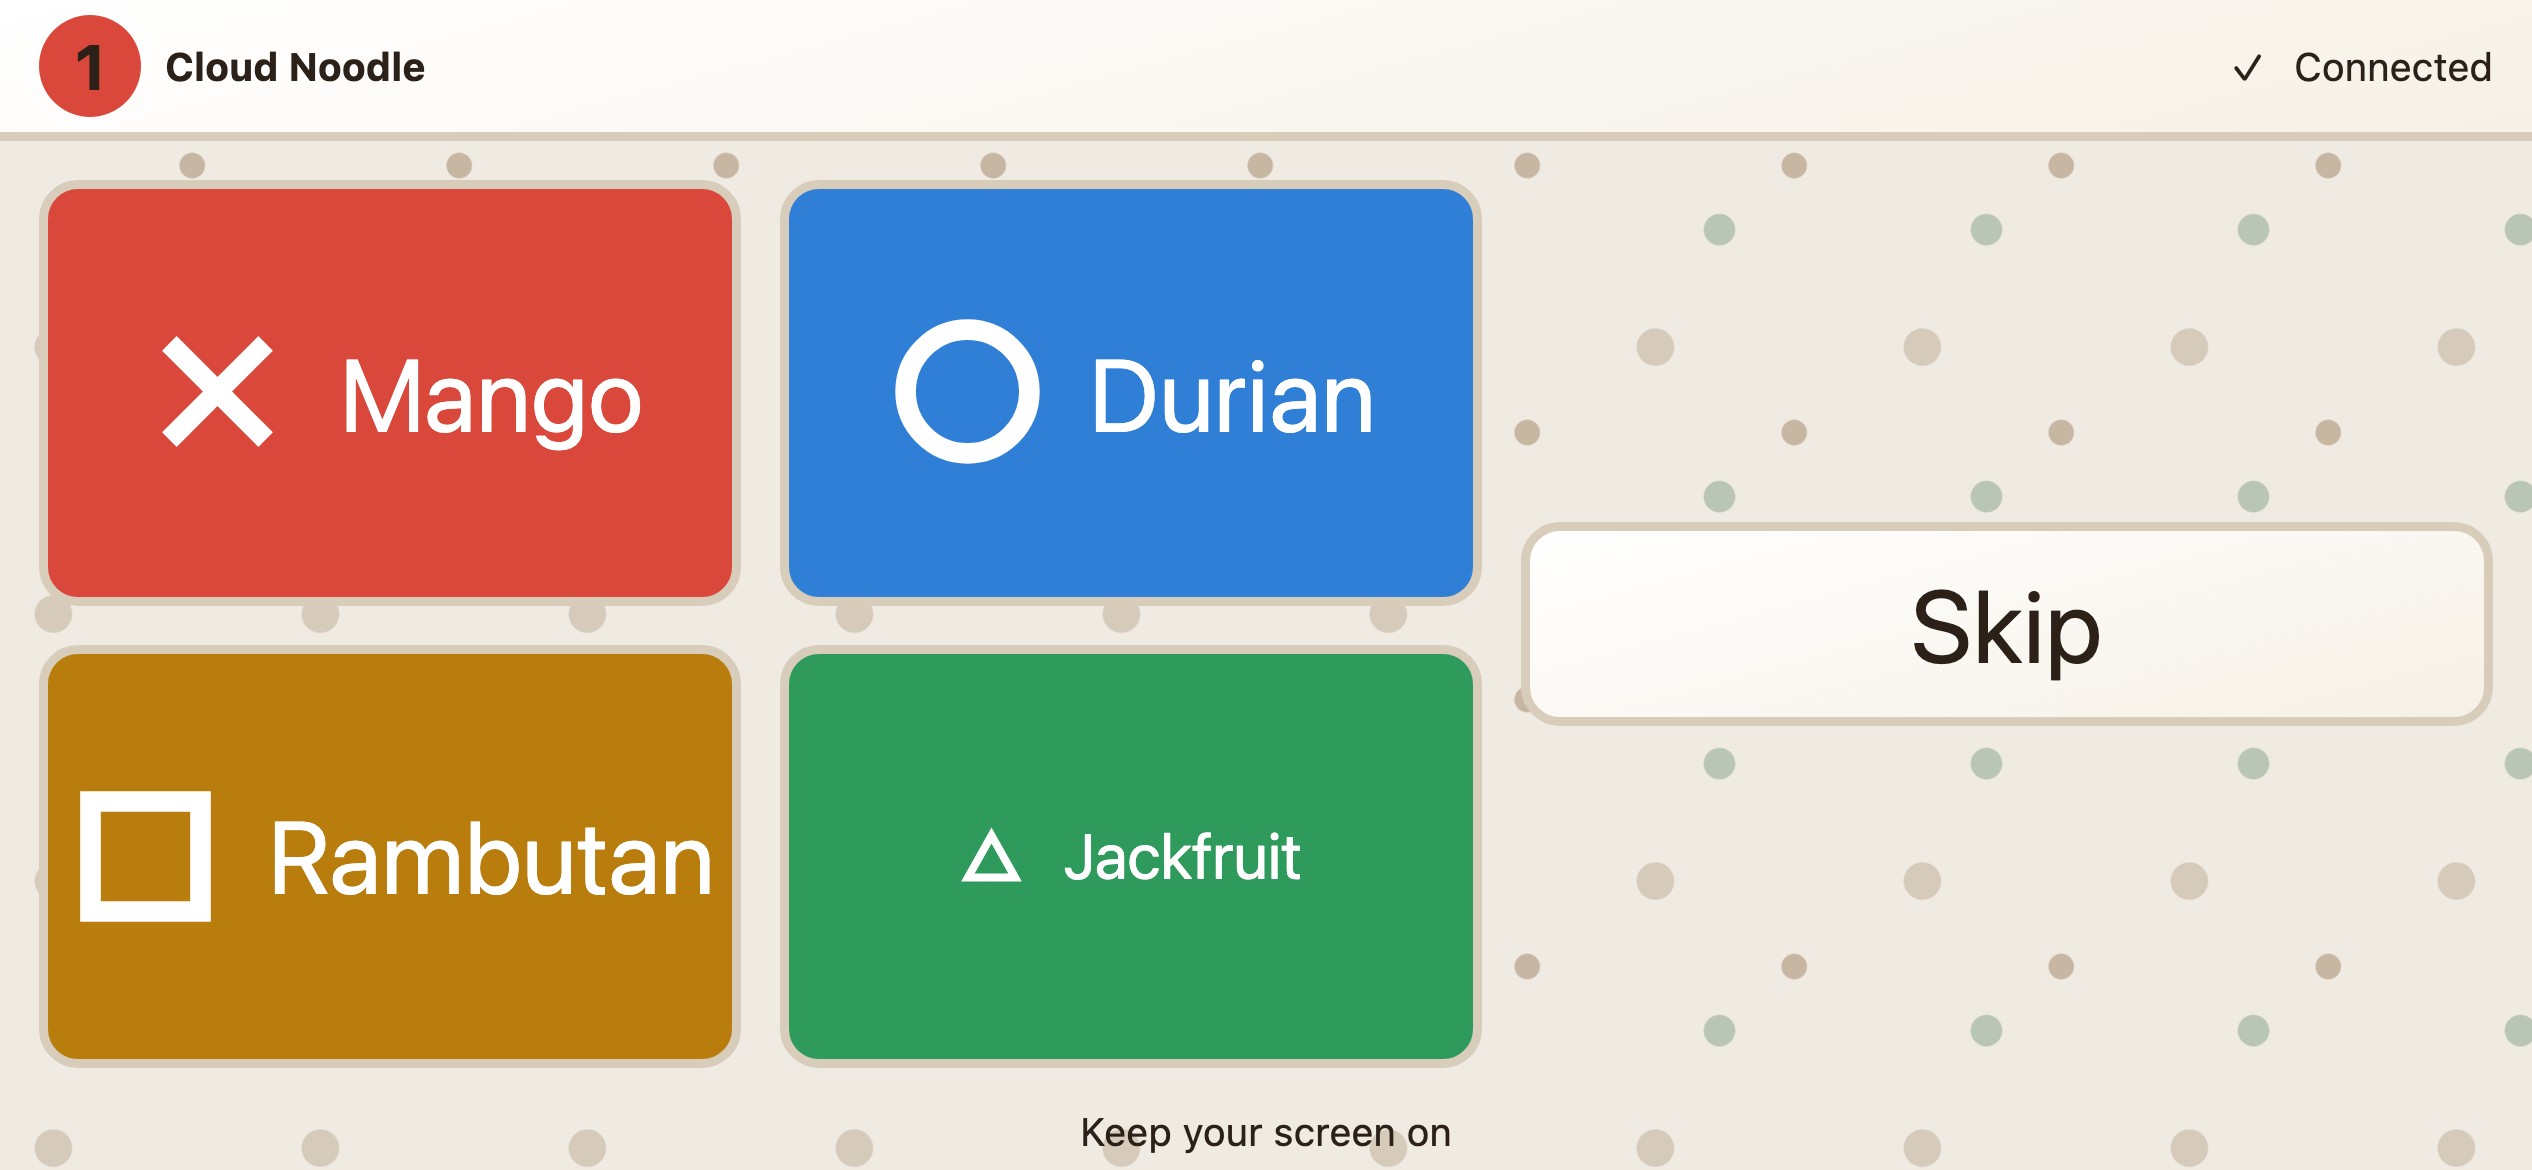 1 Cloud Noodle
✓ Connected
Mango
Durian
Rambutan
Jackfruit
Skip
Keep your screen on